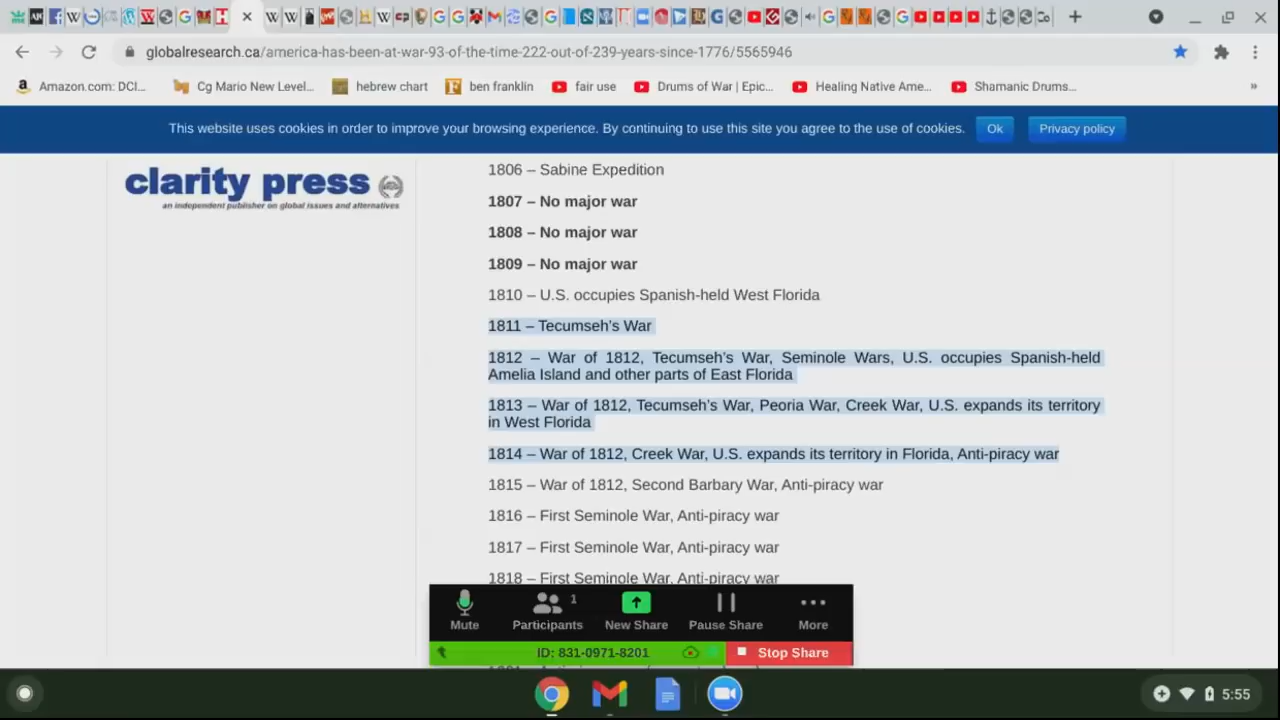 globalresearch.ca/america-has-been-at-war-93-of-the-time-222-out-of-239-years-since-1776/5565946
Amazon.com: DCI... Cg Mario New Level... hebrew chart ben franklin fair use Drums of War | Epic... Healing Native Ame... Shamanic Drums... »
This website uses cookies in order to improve your browsing experience. By continuing to use this site you agree to the use of cookies. Ok Privacy policy
clarity press
an independent publisher on global issues and alternatives
1806 – Sabine Expedition
1807 – No major war
1808 – No major war
1809 – No major war
1810 – U.S. occupies Spanish-held West Florida
1811 – Tecumseh's War
1812 – War of 1812, Tecumseh's War, Seminole Wars, U.S. occupies Spanish-held
Amelia Island and other parts of East Florida
1813 – War of 1812, Tecumseh's War, Peoria War, Creek War, U.S. expands its territory
in West Florida
1814 – War of 1812, Creek War, U.S. expands its territory in Florida, Anti-piracy war
1815 – War of 1812, Second Barbary War, Anti-piracy war
1816 – First Seminole War, Anti-piracy war
1817 – First Seminole War, Anti-piracy war
1818 – First Seminole War, Anti-piracy war
1
Mute Participants New Share Pause Share More
ID: 831-0971-8201 Stop Share
5:55